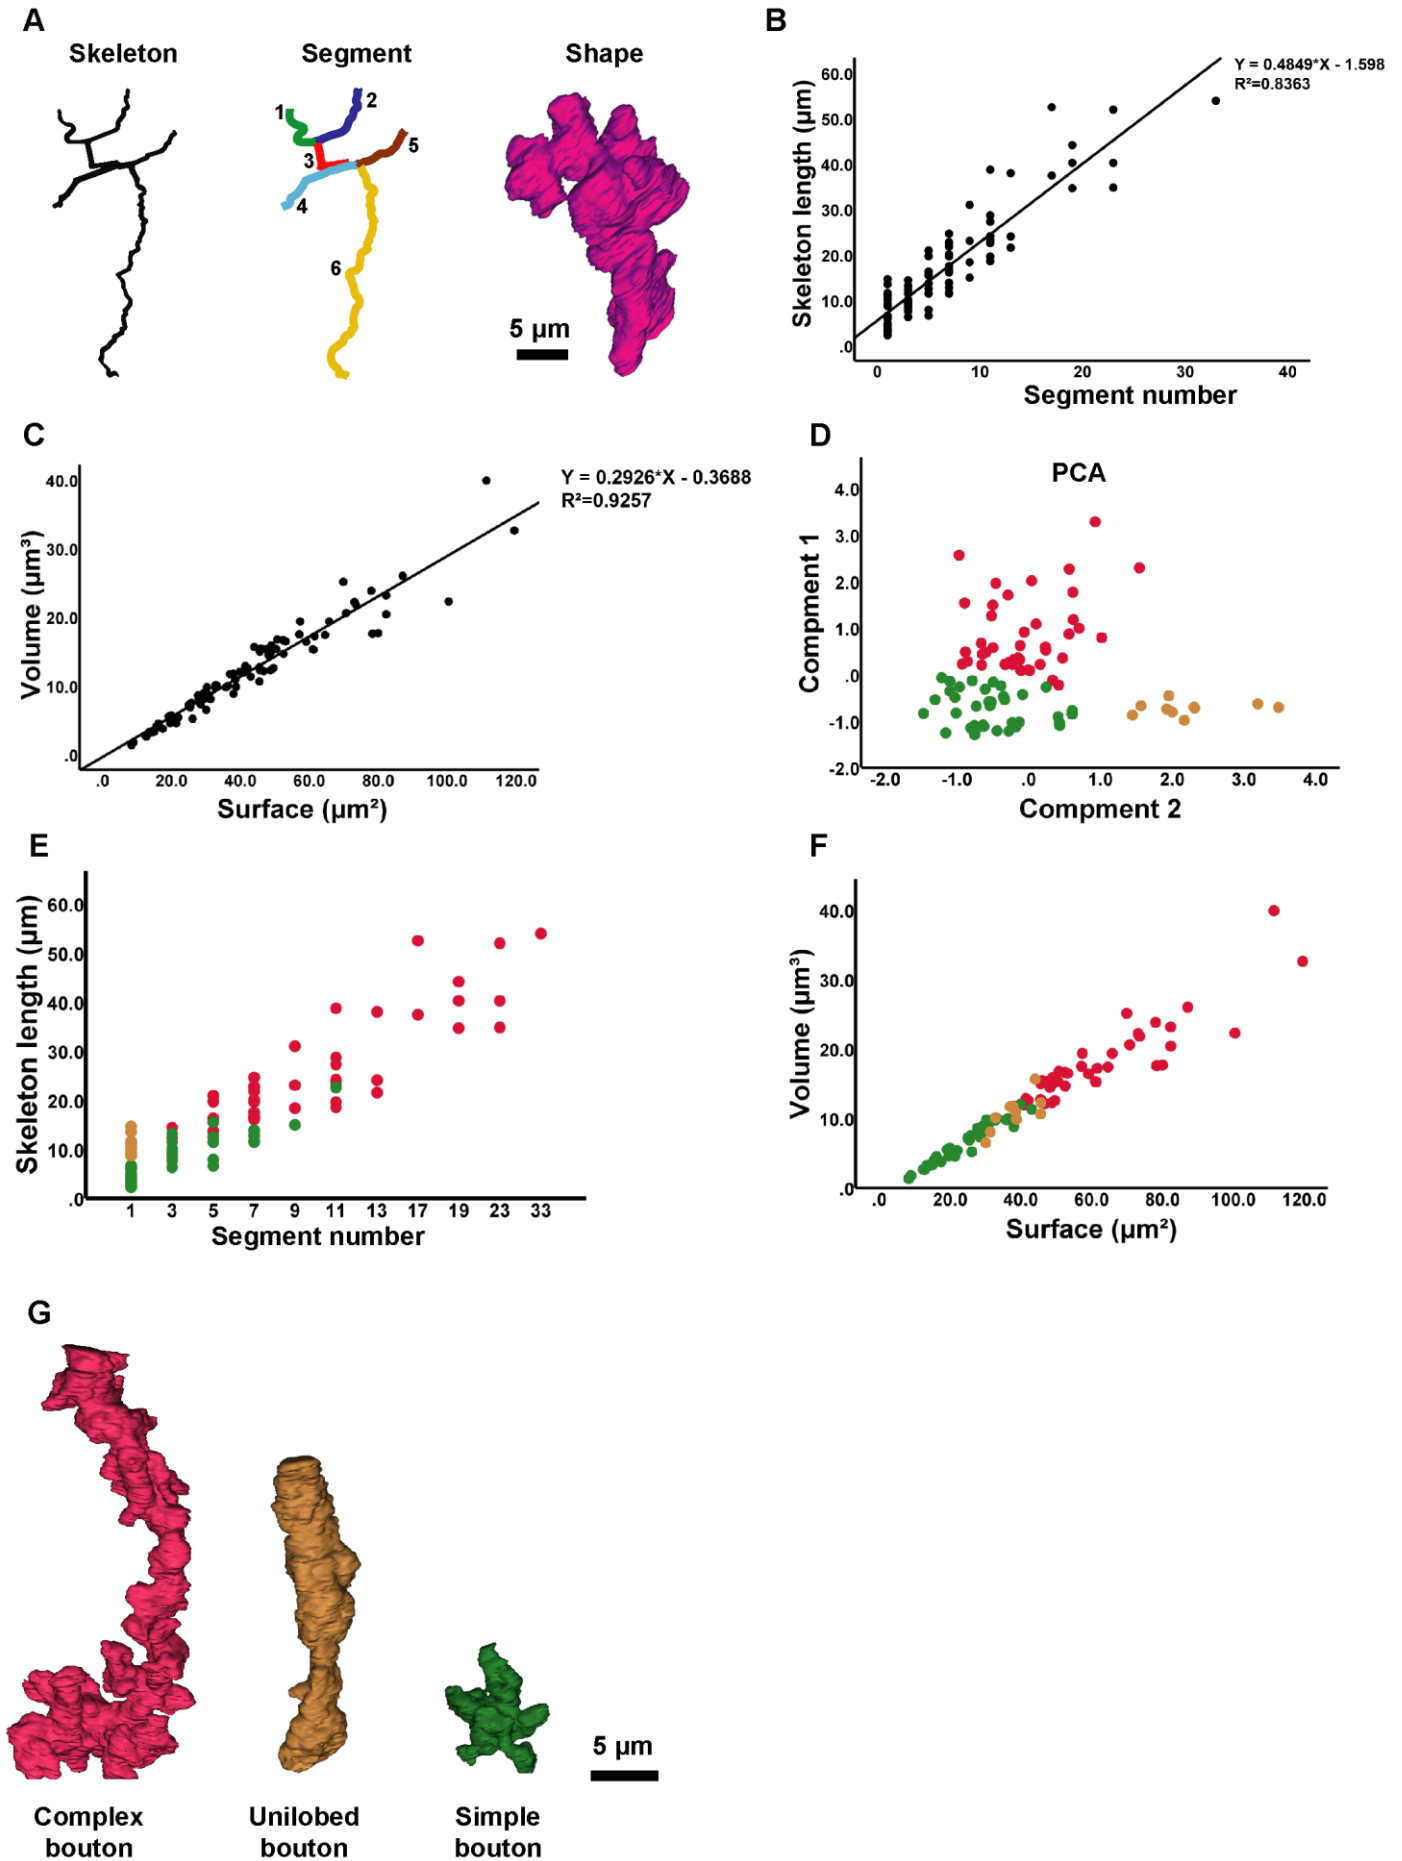 A
Skeleton
Segment
Shape
1
2
3
4
5
6
5 µm
B
Y = 0.4849*X - 1.598
R²=0.8363
Skeleton length (µm)
60.0
50.0
40.0
30.0
20.0
10.0
.0
0 10 20 30 40
Segment number
C
Y = 0.2926*X - 0.3688
R²=0.9257
Volume (µm³)
40.0
30.0
20.0
10.0
.0
.0 20.0 40.0 60.0 80.0 100.0 120.0
Surface (µm²)
D
PCA
Compment 1
4.0
3.0
2.0
1.0
.0
-1.0
-2.0
-2.0 -1.0 .0 1.0 2.0 3.0 4.0
Compment 2
E
Skeleton length (µm)
60.0
50.0
40.0
30.0
20.0
10.0
.0
1 3 5 7 9 11 13 17 19 23 33
Segment number
F
Volume (µm³)
40.0
30.0
20.0
10.0
.0
.0 20.0 40.0 60.0 80.0 100.0 120.0
Surface (µm²)
G
5 µm
Complex
bouton
Unilobed
bouton
Simple
bouton